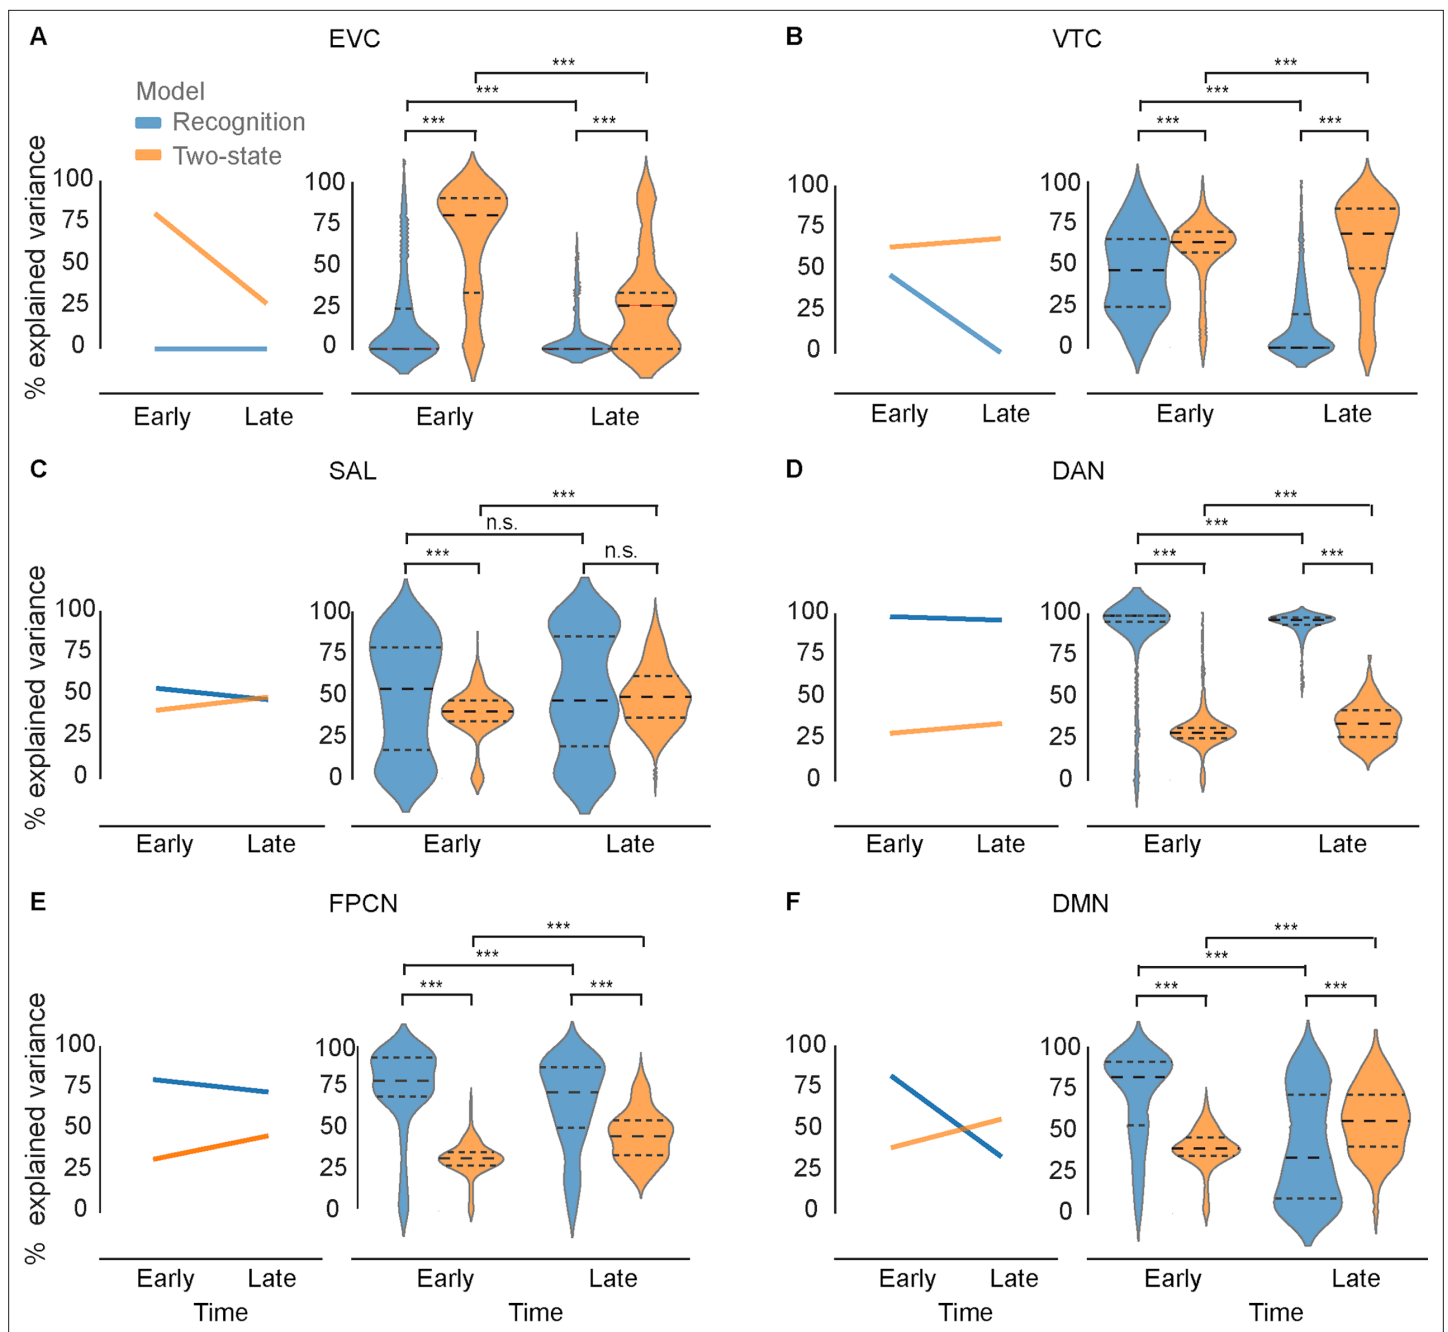 A
EVC
Model
Recognition
Two-state
% explained variance
100
75
50
25
0
Early
Late
***
***
***
***
100
75
50
25
0
Early
Late
B
VTC
100
75
50
25
0
Early
Late
***
***
***
***
100
75
50
25
0
Early
Late
C
SAL
% explained variance
100
75
50
25
0
Early
Late
***
n.s.
***
n.s.
100
75
50
25
0
Early
Late
D
DAN
100
75
50
25
0
Early
Late
***
***
***
***
100
75
50
25
0
Early
Late
E
FPCN
% explained variance
100
75
50
25
0
Early
Late
Time
***
***
***
***
100
75
50
25
0
Early
Late
Time
F
DMN
100
75
50
25
0
Early
Late
Time
***
***
***
***
100
75
50
25
0
Early
Late
Time